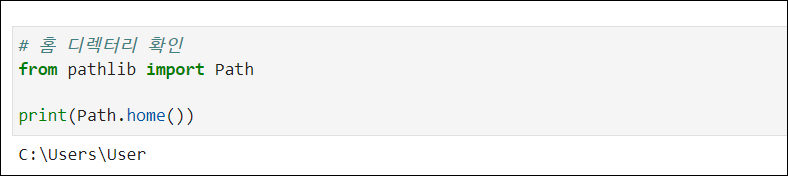 # 홈 디렉터리 확인
from pathlib import Path
print(Path.home())
C:\Users\User